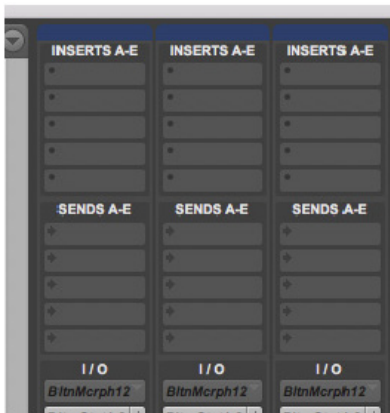 INSERTS A-E INSERTS A-E INSERTS A-E
SENDS A-E SENDS A-E SENDS A-E
I / O I / O I / O
BltnMcrph12 BltnMcrph12 BltnMcrph12